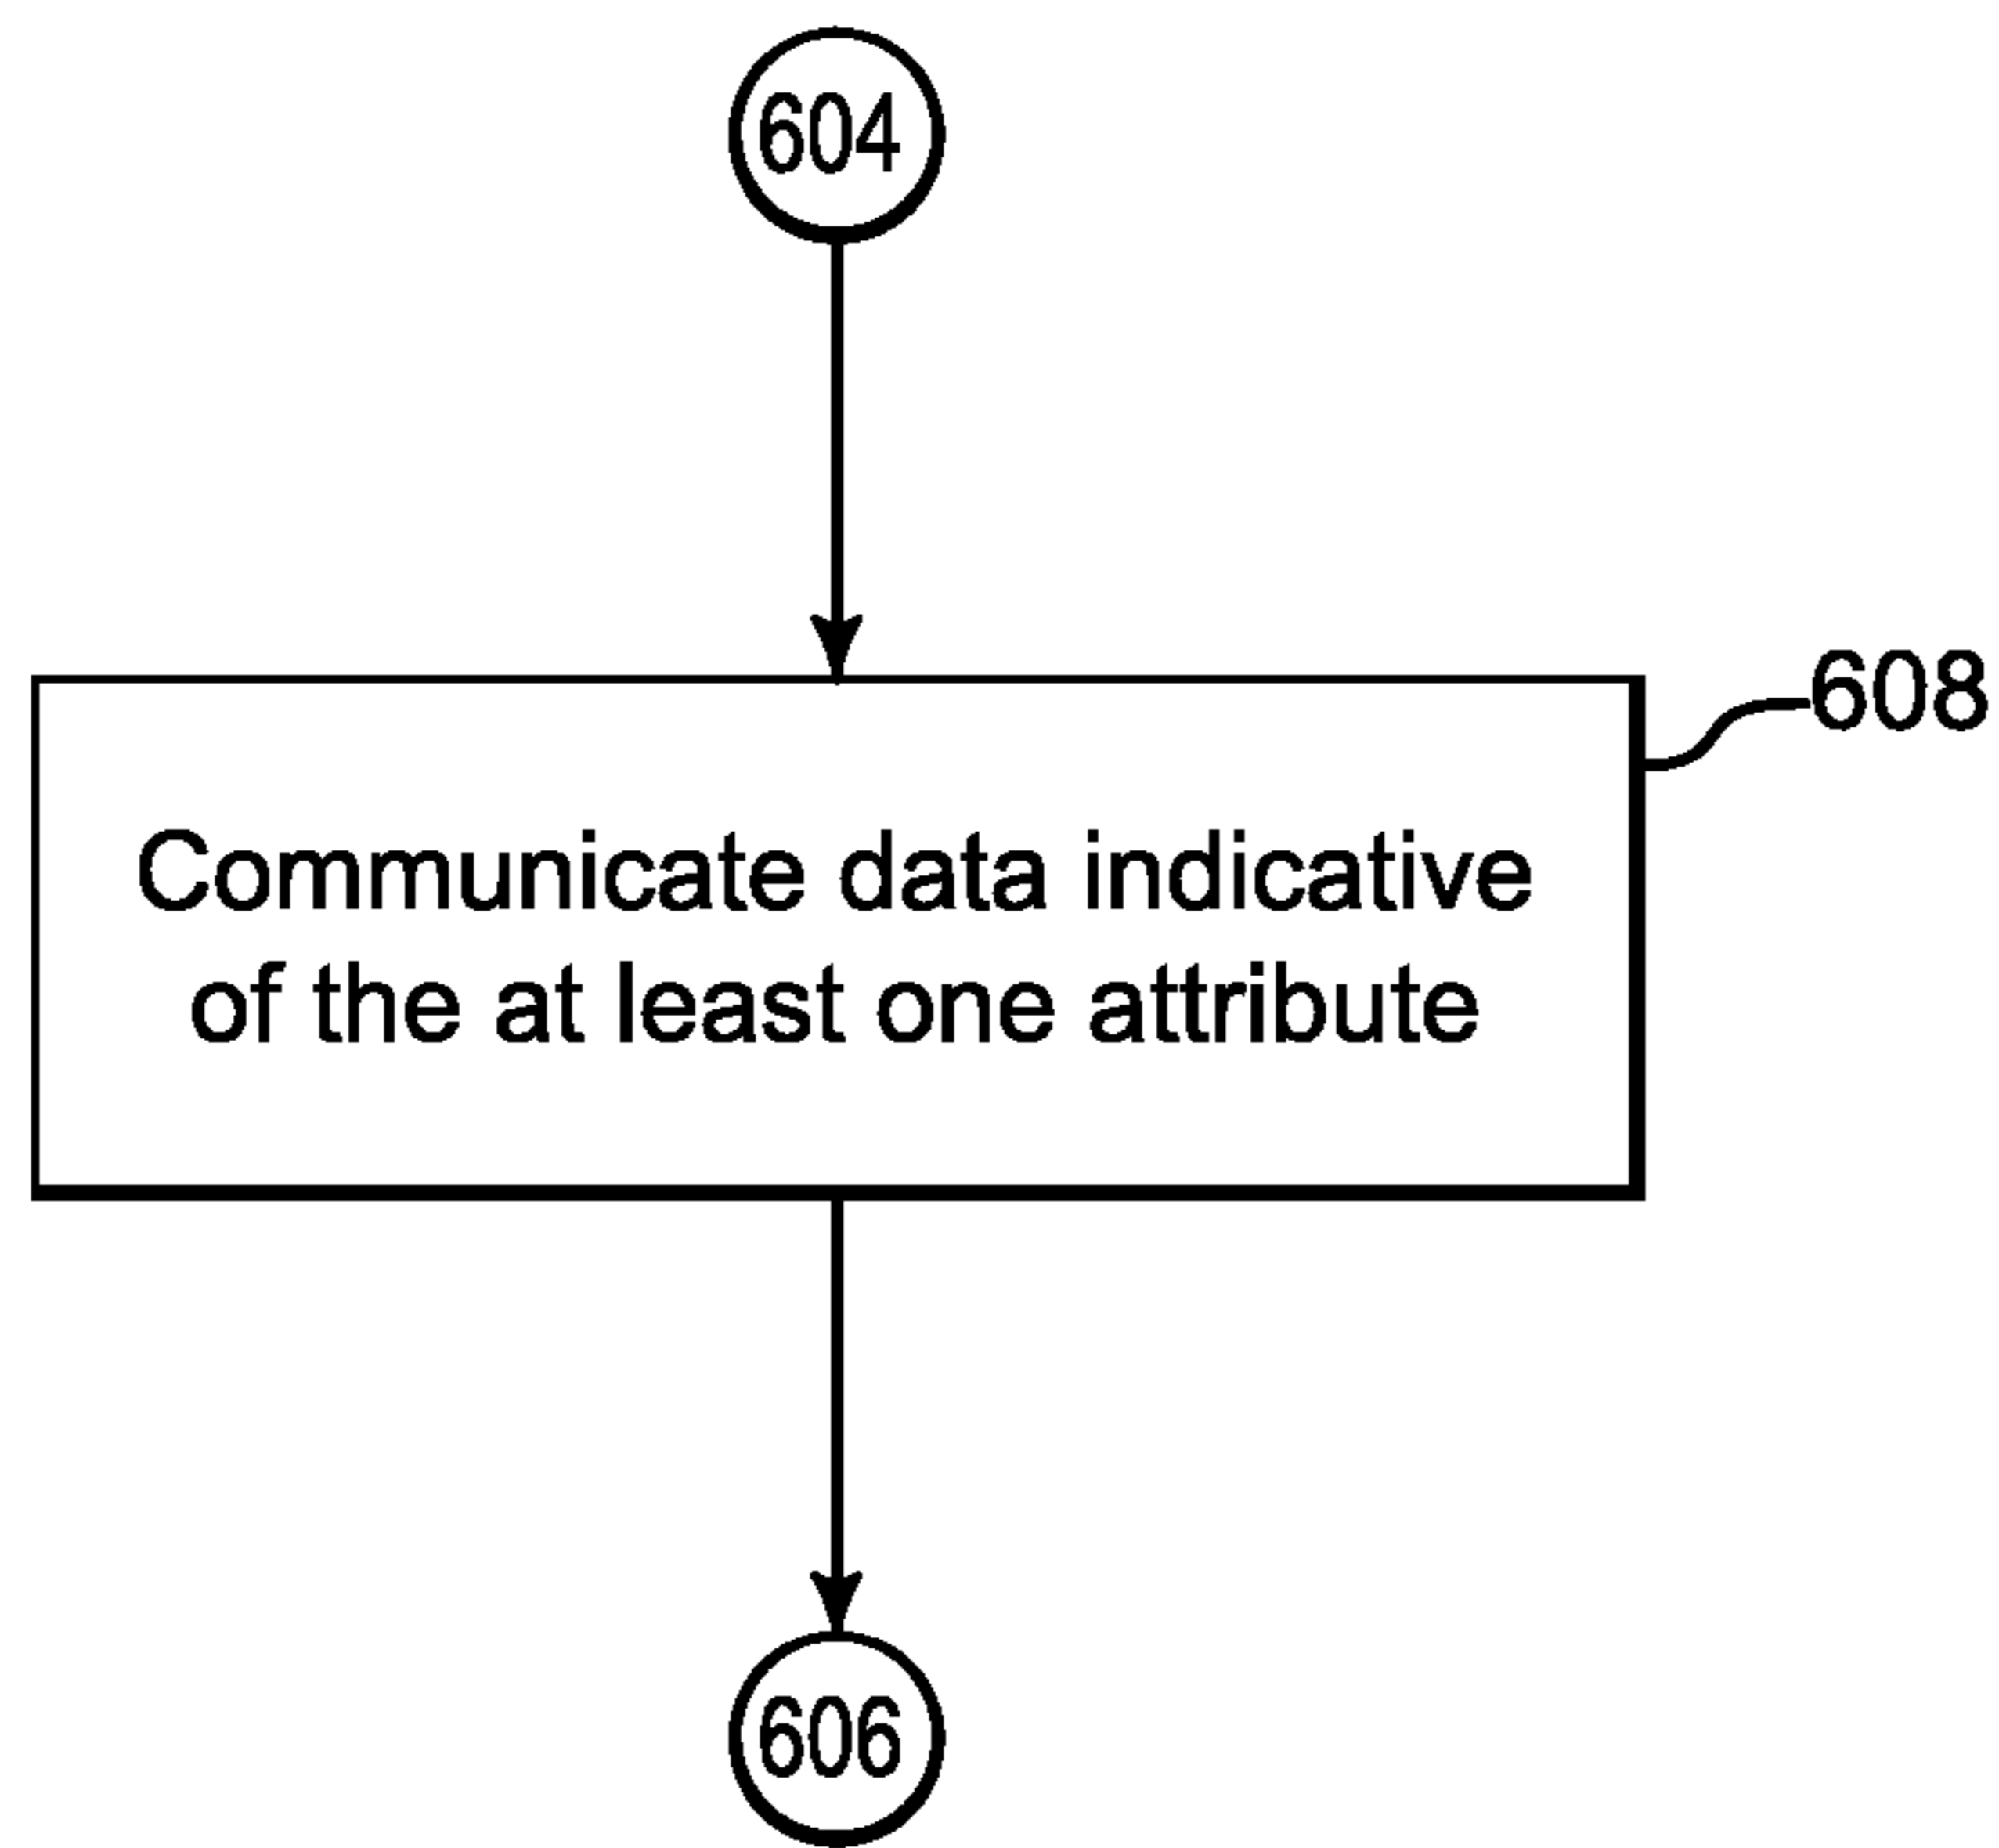 604
608
Communicate data indicative
of the at least one attribute
606